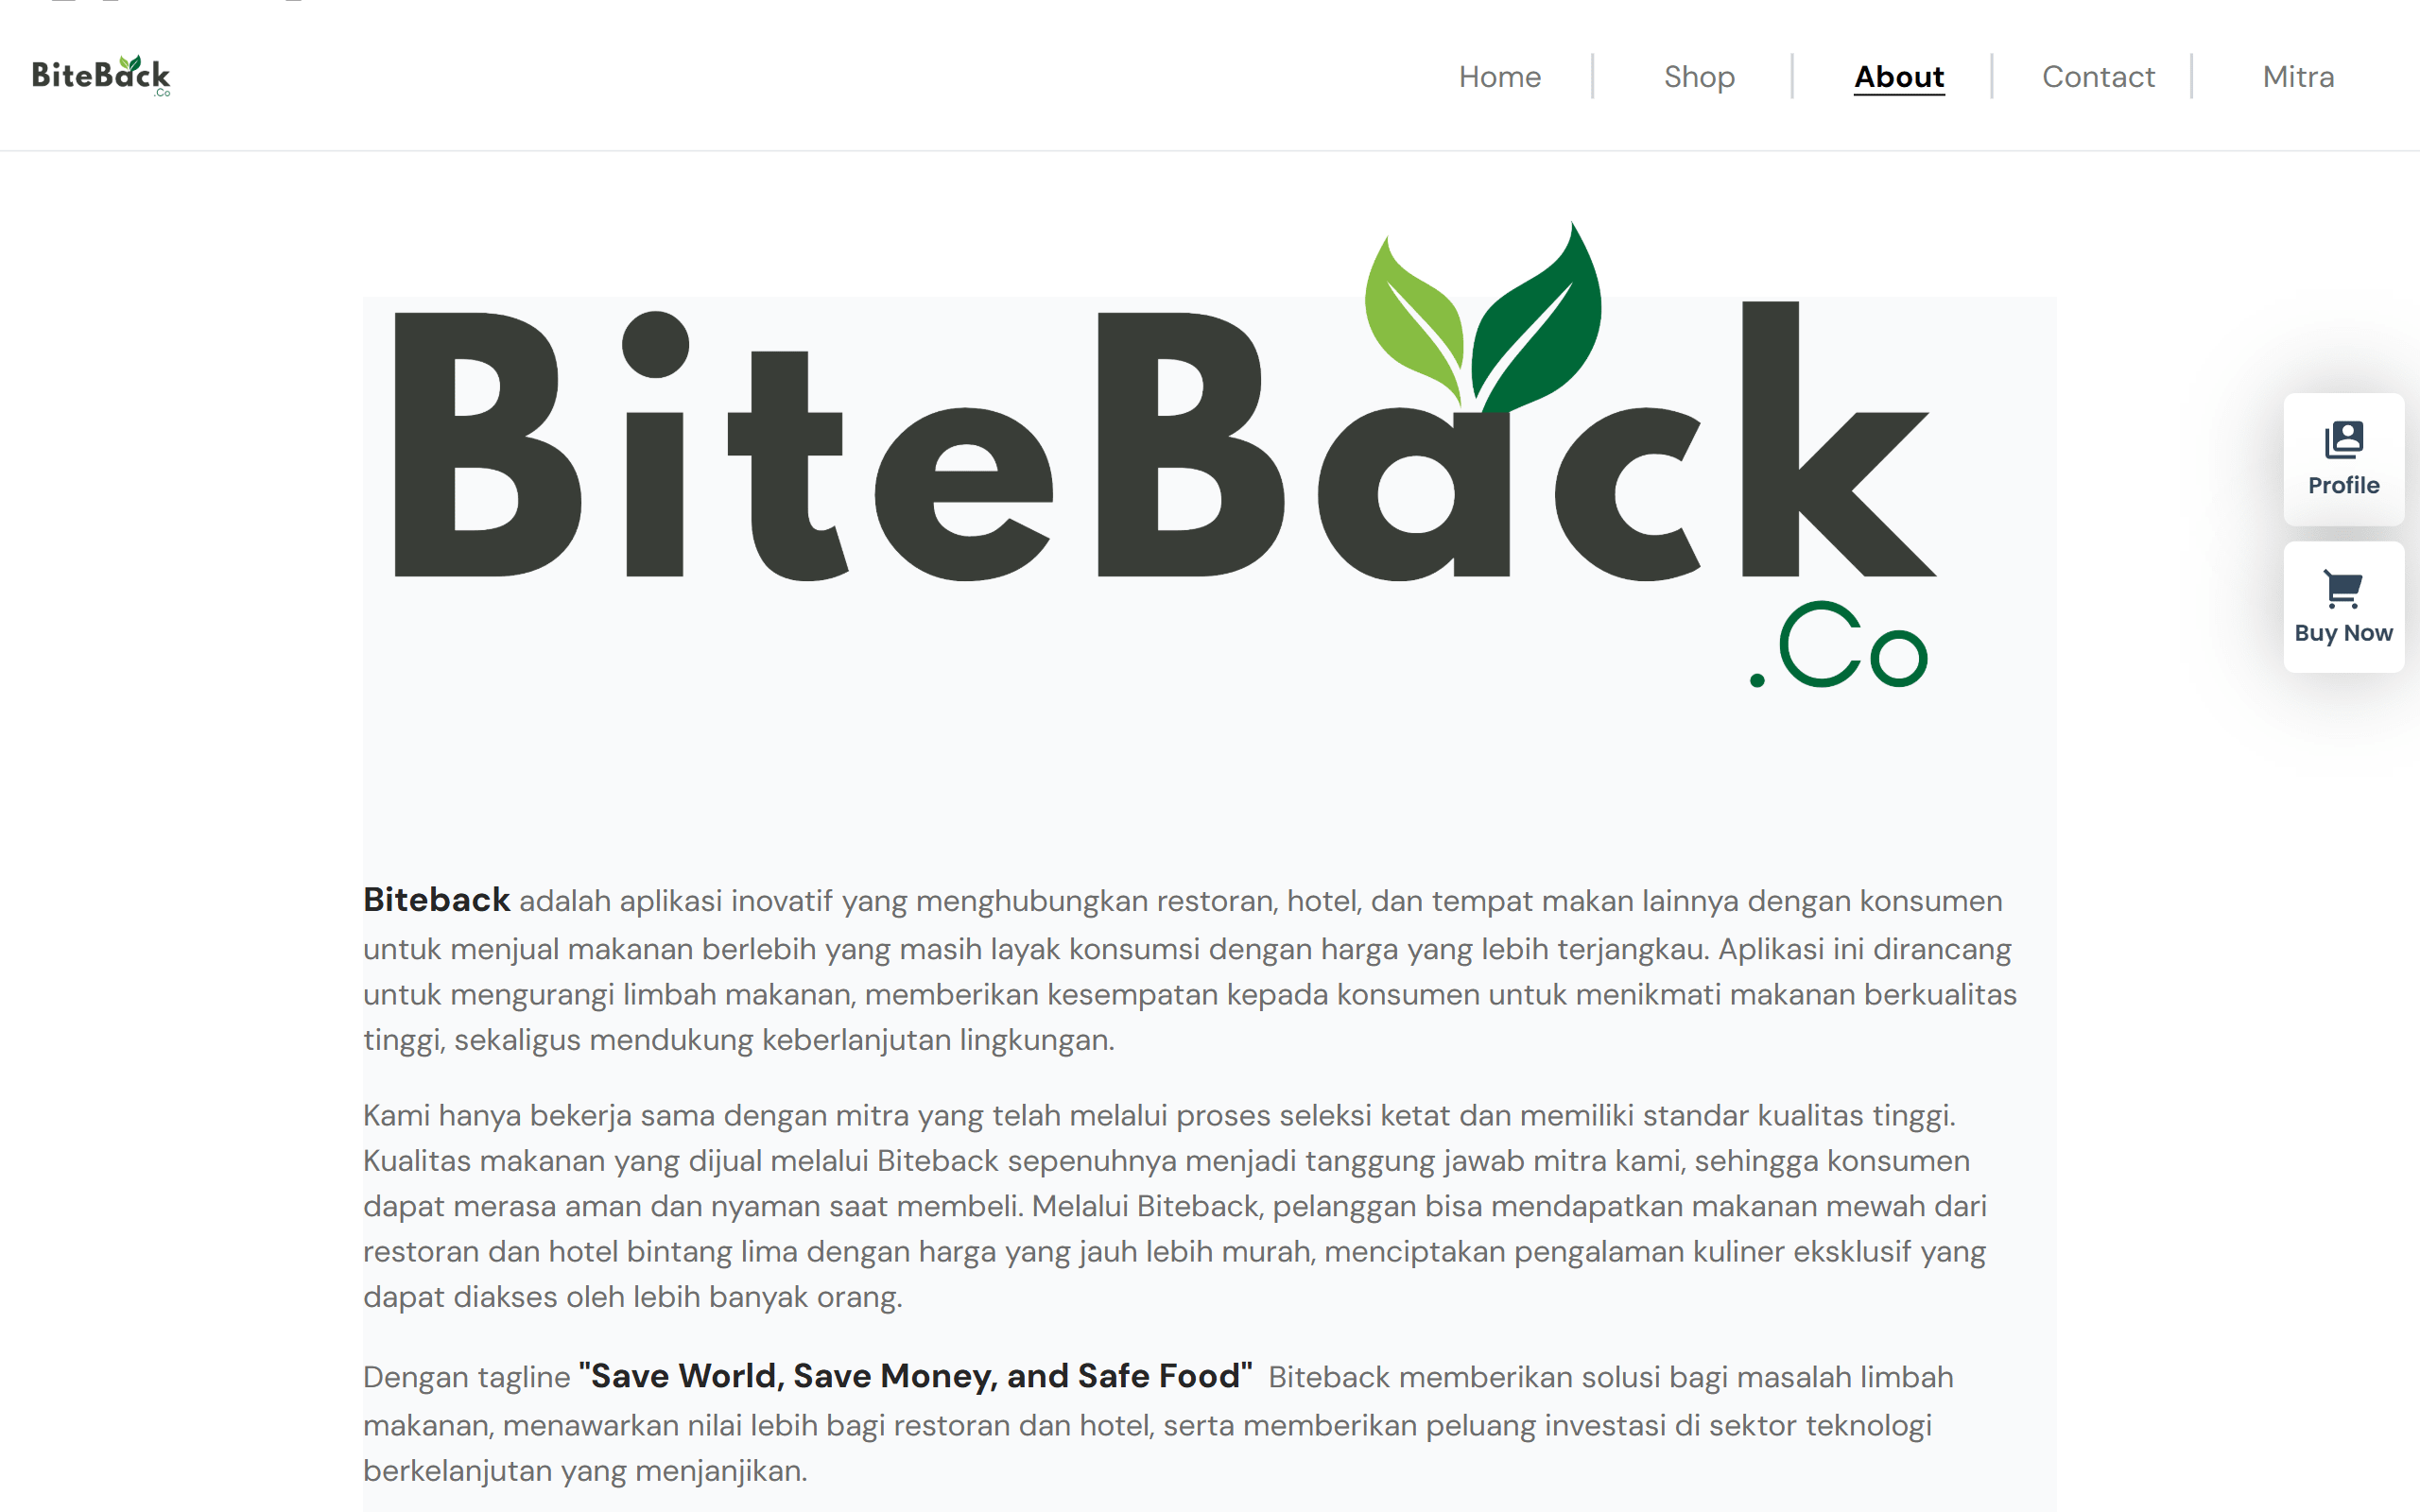 BiteBack
.Co
Home
Shop
About
Contact
Mitra
BiteBack
.Co
Profile
Buy Now
Biteback adalah aplikasi inovatif yang menghubungkan restoran, hotel, dan tempat makan lainnya dengan konsumen
untuk menjual makanan berlebih yang masih layak konsumsi dengan harga yang lebih terjangkau. Aplikasi ini dirancang
untuk mengurangi limbah makanan, memberikan kesempatan kepada konsumen untuk menikmati makanan berkualitas
tinggi, sekaligus mendukung keberlanjutan lingkungan.
Kami hanya bekerja sama dengan mitra yang telah melalui proses seleksi ketat dan memiliki standar kualitas tinggi.
Kualitas makanan yang dijual melalui Biteback sepenuhnya menjadi tanggung jawab mitra kami, sehingga konsumen
dapat merasa aman dan nyaman saat membeli. Melalui Biteback, pelanggan bisa mendapatkan makanan mewah dari
restoran dan hotel bintang lima dengan harga yang jauh lebih murah, menciptakan pengalaman kuliner eksklusif yang
dapat diakses oleh lebih banyak orang.
Dengan tagline "Save World, Save Money, and Safe Food" Biteback memberikan solusi bagi masalah limbah
makanan, menawarkan nilai lebih bagi restoran dan hotel, serta memberikan peluang investasi di sektor teknologi
berkelanjutan yang menjanjikan.